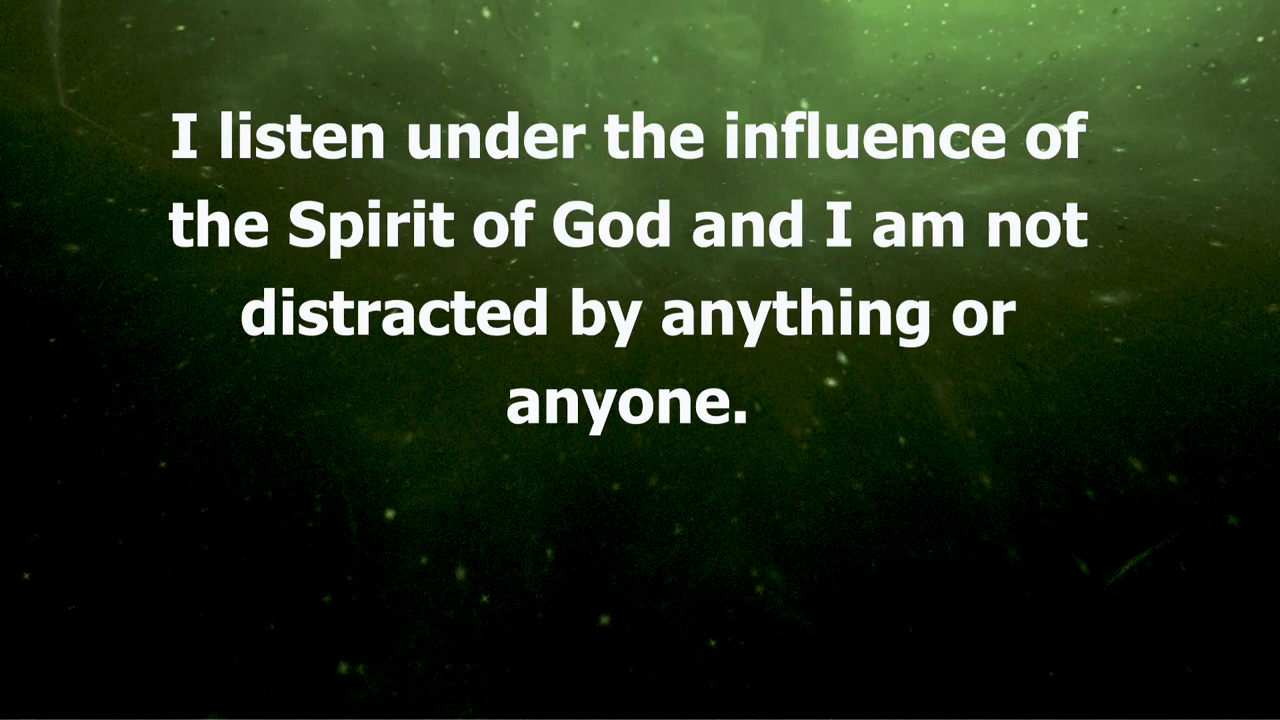 I listen under the influence of
the Spirit of God and I am not
distracted by anything or
anyone.